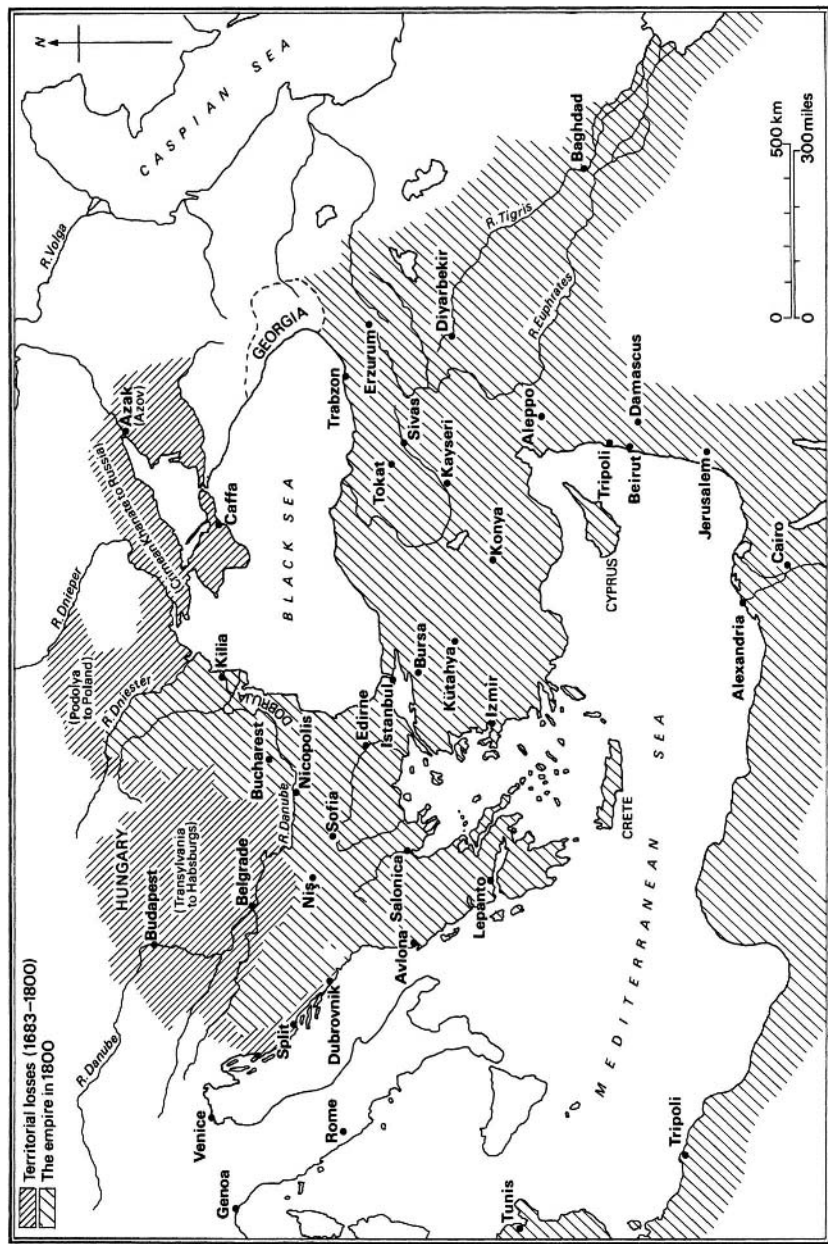 Territorial losses (1683–1800)
The empire in 1800
N
R. Danube
HUNGARY
Budapest
(Transylvania
to Habsburgs)
(Podolya
to Poland)
R. Dnieper
R. Dniester
R. Volga
CASPIAN SEA
Azak
(Azov)
(Crimean Khanate to Russia)
Caffa
GEORGIA
Venice
Genoa
Split
Belgrade
Bucharest
Kilia
DOBRUJA
BLACK SEA
Dubrovnik
Niş
R. Danube
Nicopolis
Rome
Sofia
Edirne
Istanbul
Trabzon
Erzurum
Avlona
Salonica
Bursa
Tokat
Sivas
Lepanto
Kütahya
Izmir
Kayseri
Diyarbekir
R. Tigris
Konya
Aleppo
R. Euphrates
Baghdad
Tunis
CRETE
CYPRUS
Tripoli
Beirut
Damascus
MEDITERRANEAN SEA
Tripoli
Jerusalem
Alexandria
Cairo
0 500 km
0 300 miles